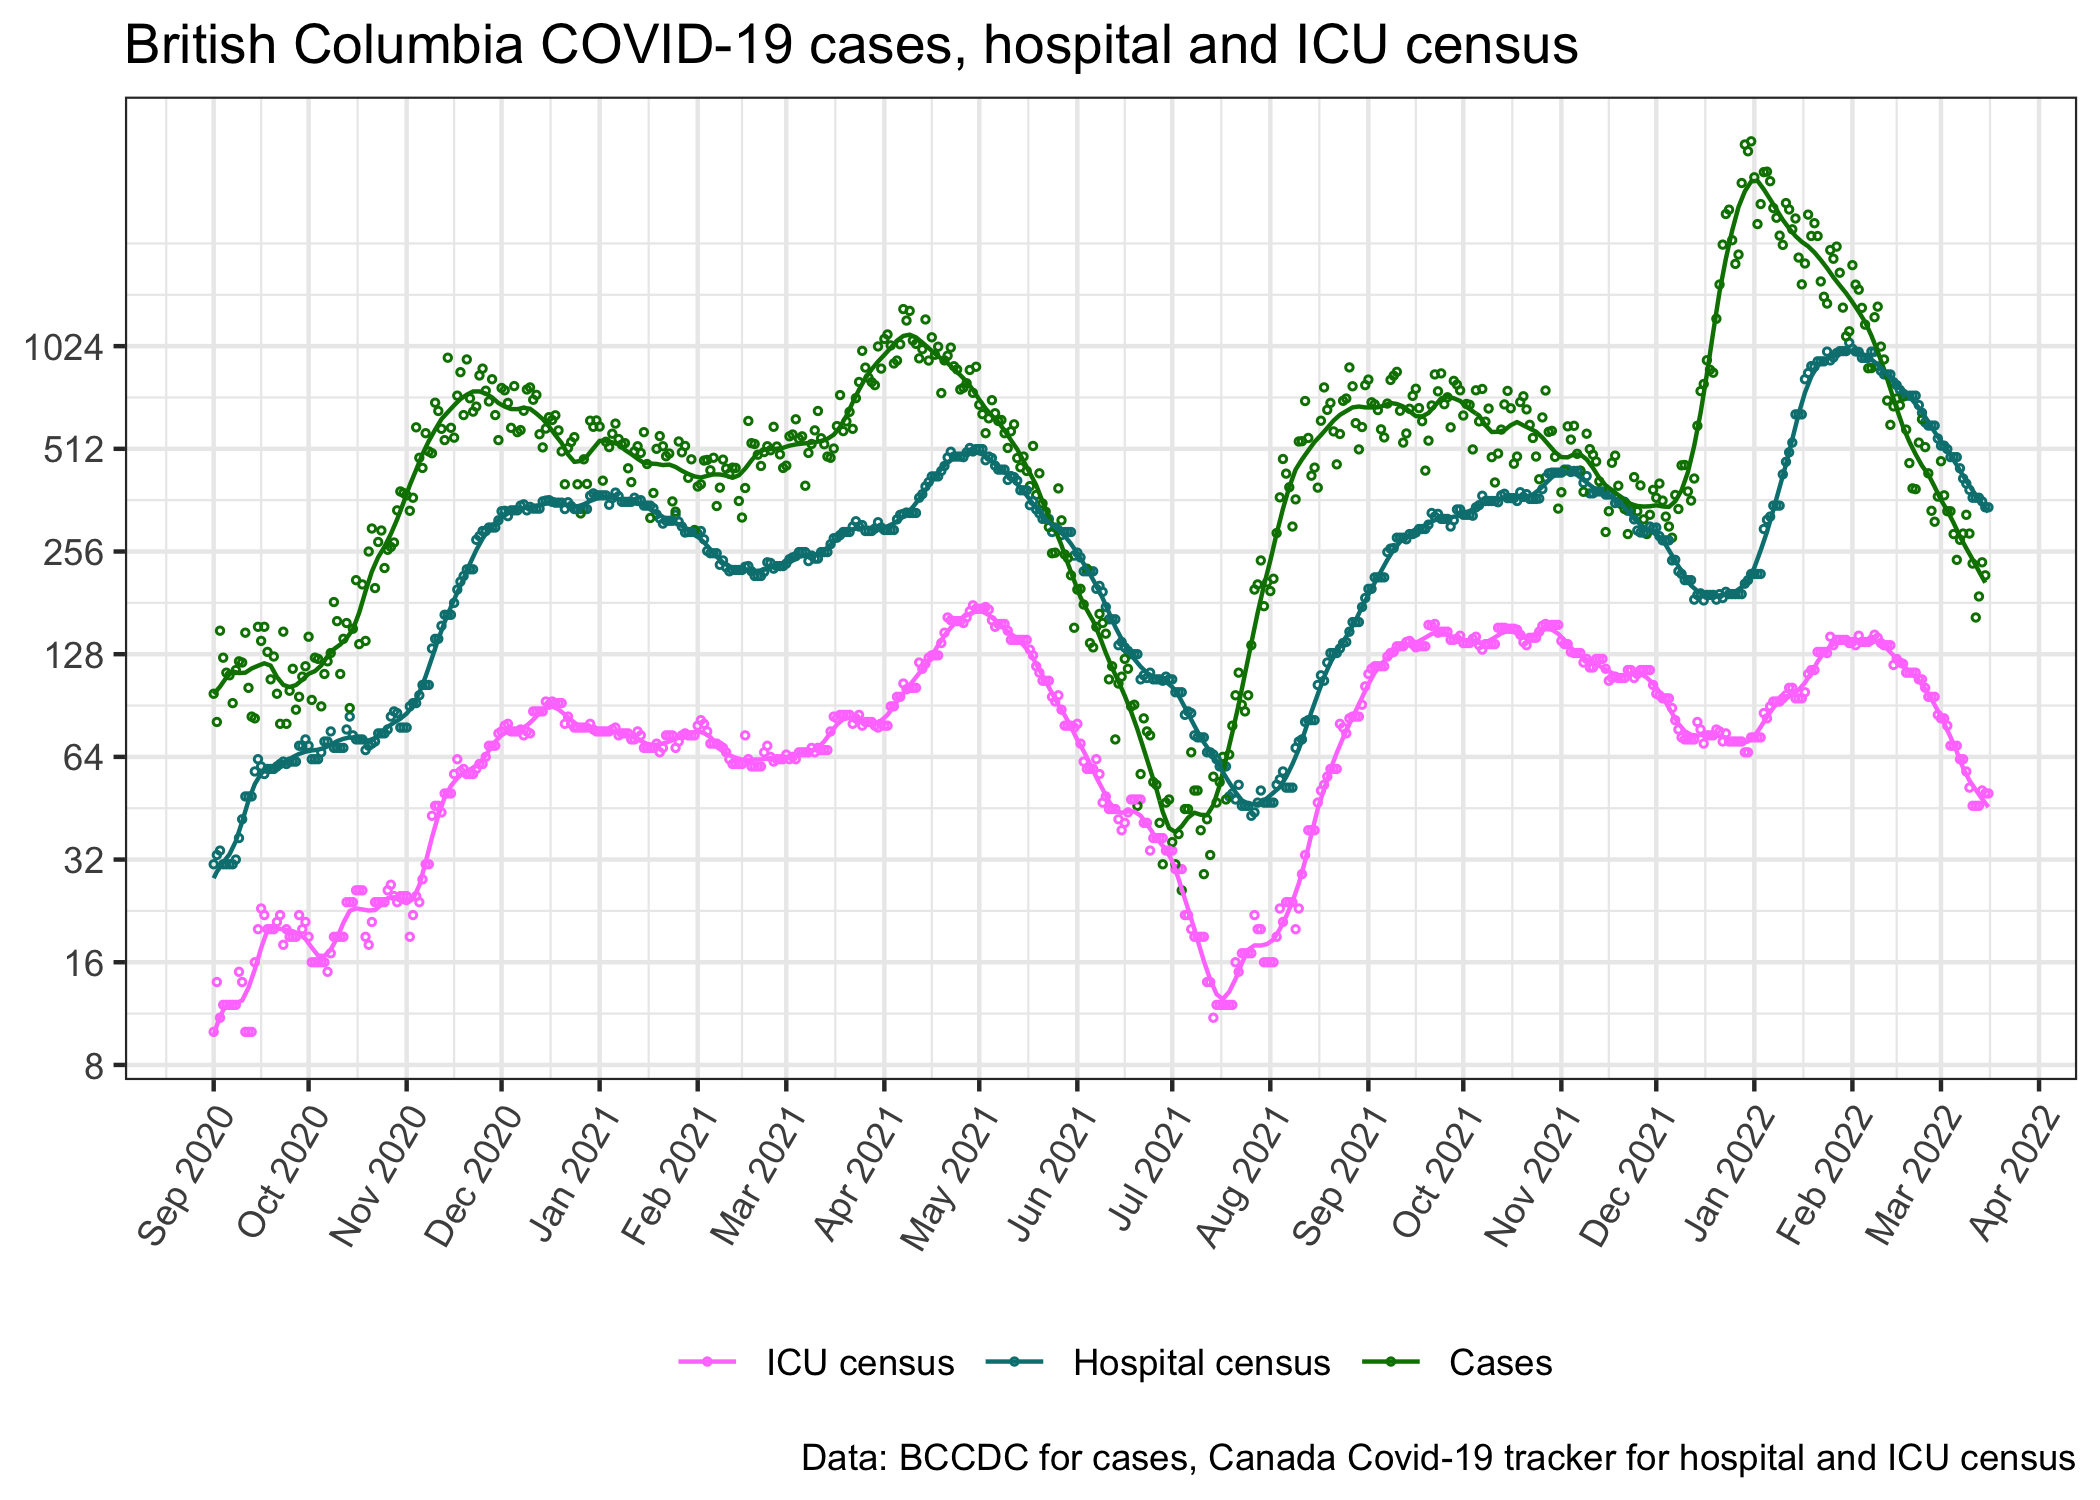 British Columbia COVID-19 cases, hospital and ICU census
1024
512
256
128
64
32
16
8
Sep 2020
Oct 2020
Nov 2020
Dec 2020
Jan 2021
Feb 2021
Mar 2021
Apr 2021
May 2021
Jun 2021
Jul 2021
Aug 2021
Sep 2021
Oct 2021
Nov 2021
Dec 2021
Jan 2022
Feb 2022
Mar 2022
Apr 2022
ICU census Hospital census Cases
Data: BCCDC for cases, Canada Covid-19 tracker for hospital and ICU census